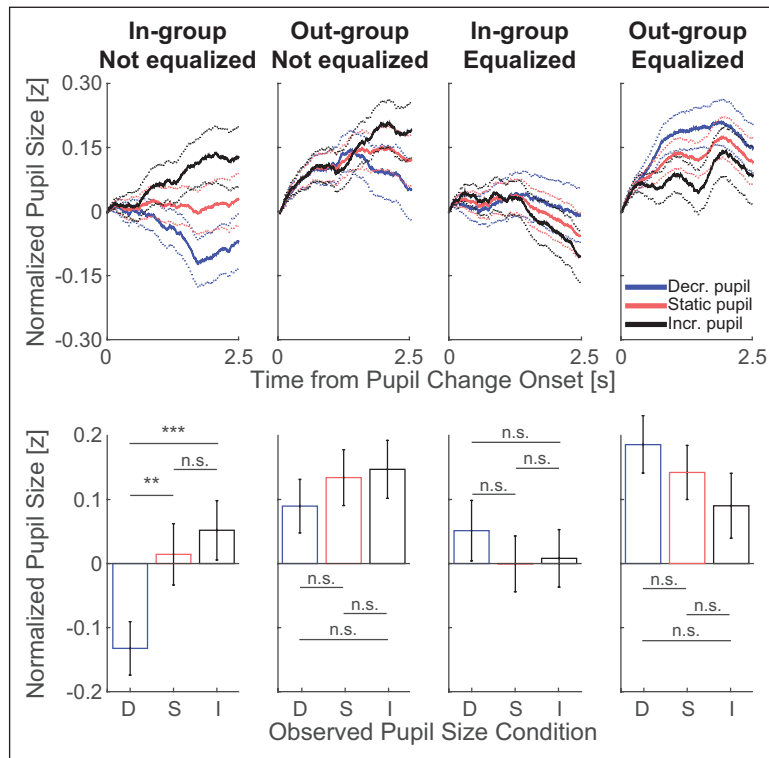 In-group Out-group In-group Out-group
Not equalized Not equalized Equalized Equalized
Normalized Pupil Size [z]
0.30
0.15
0
-0.15
-0.30
Decr. pupil
Static pupil
Incr. pupil
0 2.5 0 2.5 0 2.5 0 2.5
Time from Pupil Change Onset [s]
Normalized Pupil Size [z]
0.2
0.1
0
-0.1
-0.2
***
n.s.
**
n.s.
n.s.
n.s.
n.s.
n.s.
n.s.
n.s.
n.s.
n.s.
D S I D S I D S I D S I
Observed Pupil Size Condition